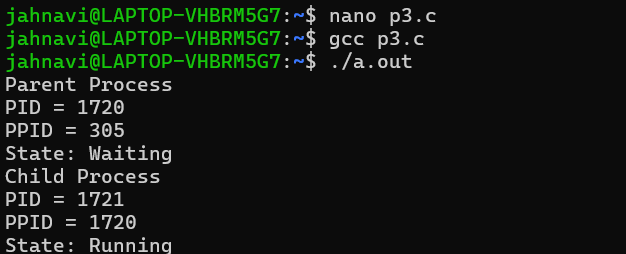 jahnavi@LAPTOP-VHBRM5G7:~$ nano p3.c
jahnavi@LAPTOP-VHBRM5G7:~$ gcc p3.c
jahnavi@LAPTOP-VHBRM5G7:~$ ./a.out
Parent Process
PID = 1720
PPID = 305
State: Waiting
Child Process
PID = 1721
PPID = 1720
State: Running